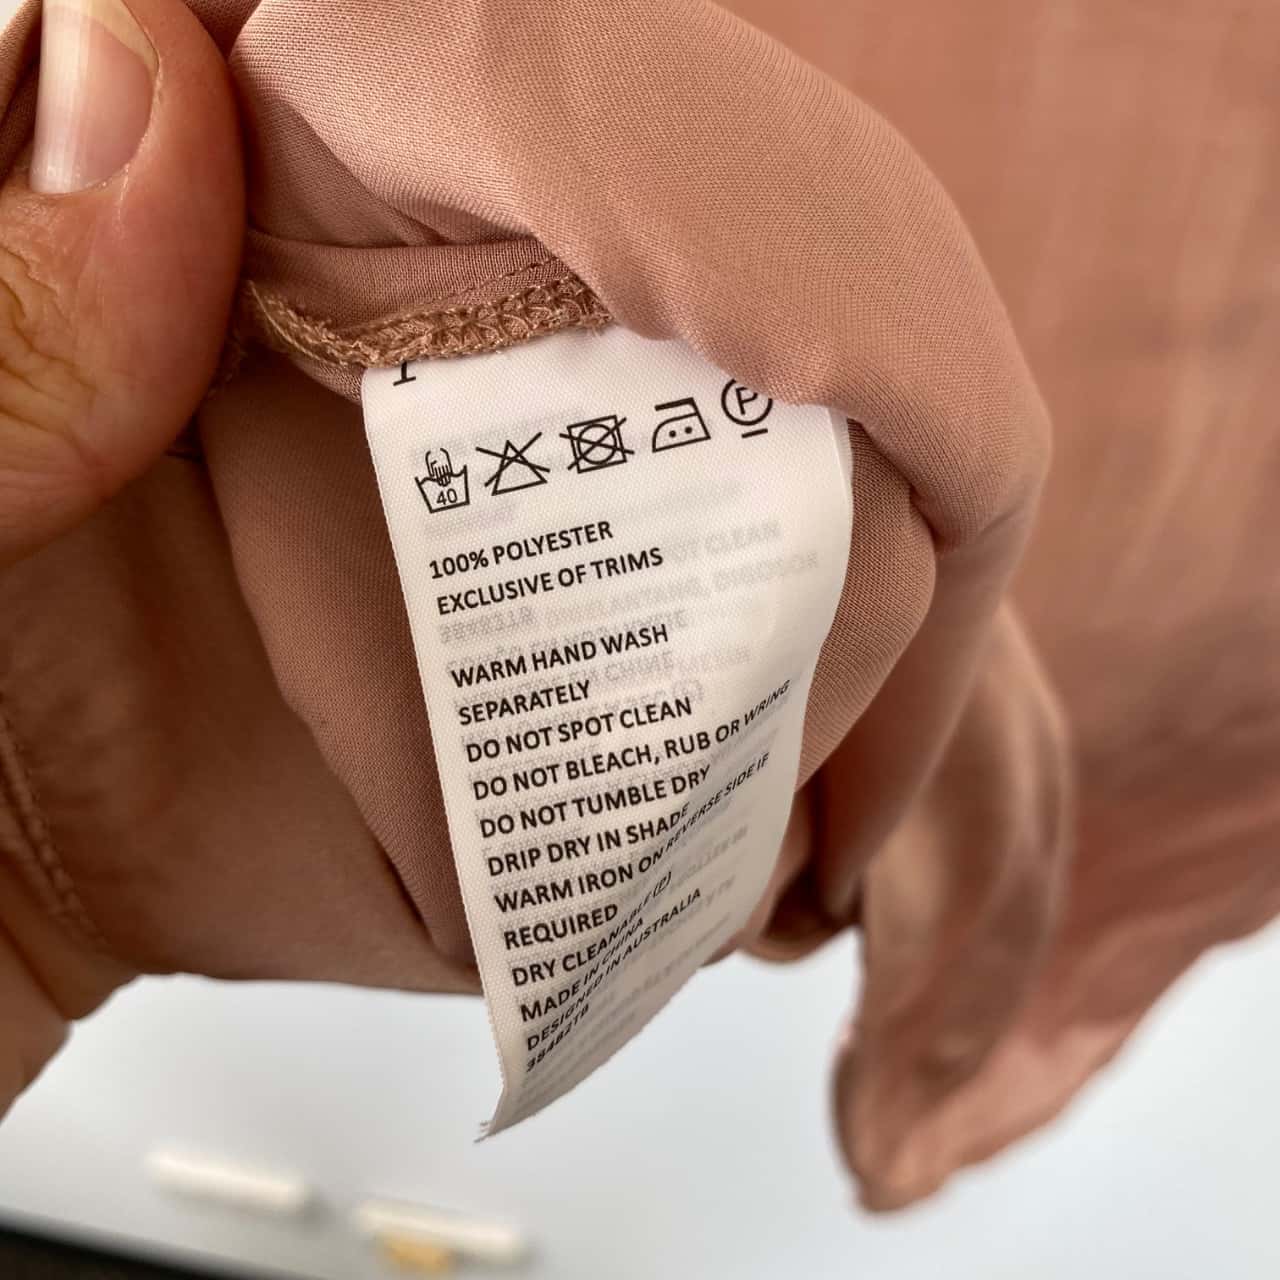 40
P
100% POLYESTER
EXCLUSIVE OF TRIMS
WARM HAND WASH
SEPARATELY
DO NOT SPOT CLEAN
DO NOT BLEACH, RUB OR WRING
DO NOT TUMBLE DRY
DRIP DRY IN SHADE
WARM IRON ON REVERSE SIDE IF
REQUIRED
DRY CLEANABLE (P)
MADE IN CHINA
DESIGNED IN AUSTRALIA